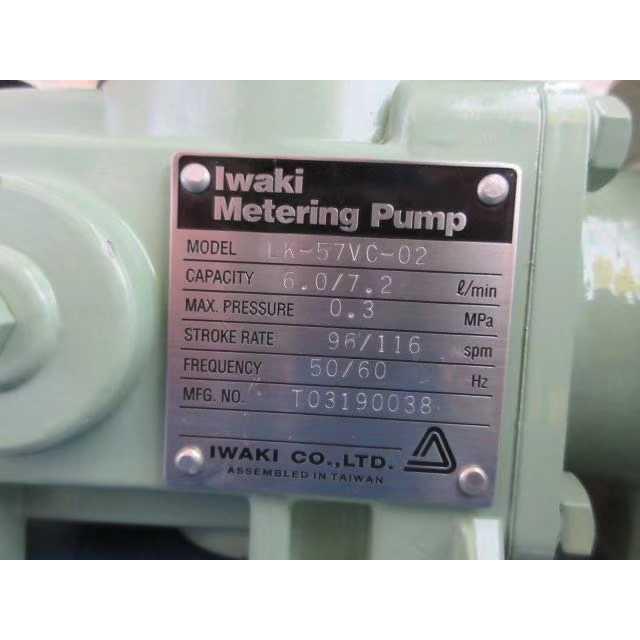 Iwaki
Metering Pump
MODEL LK-57VC-02
CAPACITY 6.0/7.2 ℓ/min
MAX. PRESSURE 0.3 MPa
STROKE RATE 96/116 spm
FREQUENCY 50/60 Hz
MFG. NO. T03190038
IWAKI CO.,LTD.
ASSEMBLED IN TAIWAN